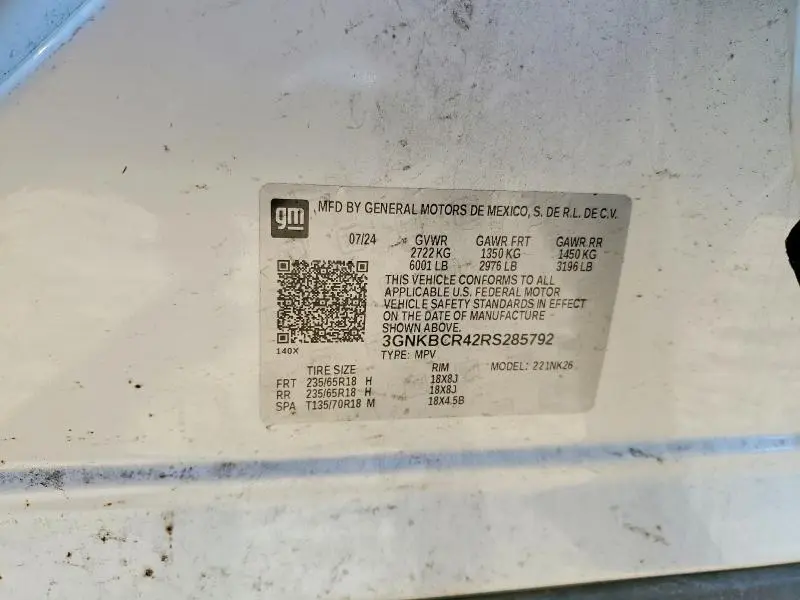 gm MFD BY GENERAL MOTORS DE MEXICO, S. DE R.L. DE C.V.
07/24 GVWR GAWR FRT GAWR RR
2722 KG 1350 KG 1450 KG
6001 LB 2976 LB 3196 LB
THIS VEHICLE CONFORMS TO ALL
APPLICABLE U.S. FEDERAL MOTOR
VEHICLE SAFETY STANDARDS IN EFFECT
ON THE DATE OF MANUFACTURE
SHOWN ABOVE.
3GNKBCR42RS285792
140X
TYPE: MPV MODEL: 221NK26
TIRE SIZE RIM
FRT 235/65R18 H 18X8J
RR 235/65R18 H 18X8J
SPA T135/70R18 M 18X4.5B